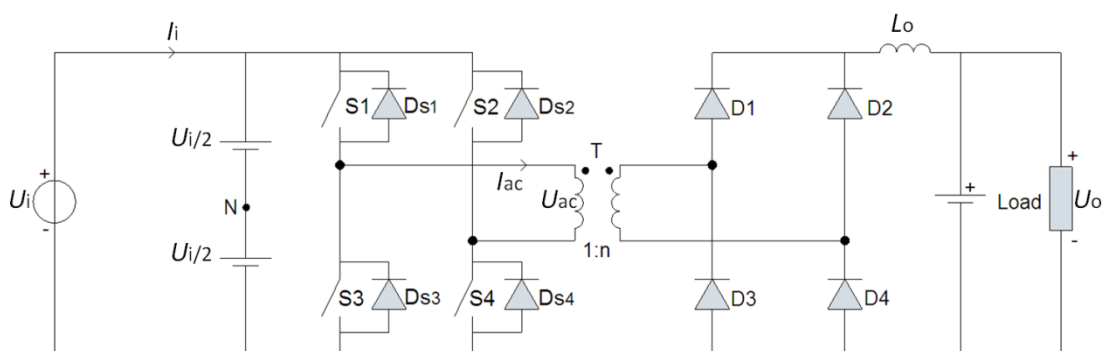 Ii
Lo
S1
Ds1
S2
Ds2
D1
D2
Ui/2
T
+
Iac
+
+
Ui
N
Uac
Load
Uo
-
-
Ui/2
1:n
S3
Ds3
S4
Ds4
D3
D4